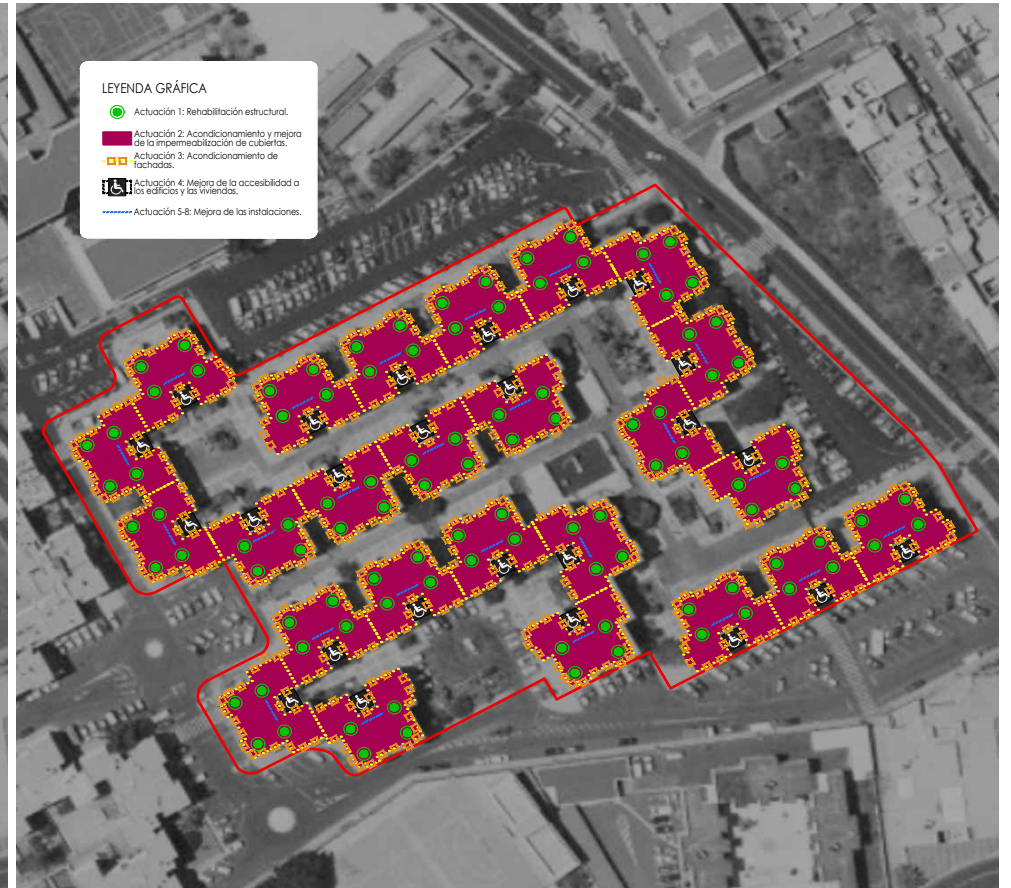 LEYENDA GRÁFICA
Actuación 1: Rehabilitación estructural.
Actuación 2: Acondicionamiento y mejora
de la impermeabilización de cubiertas.
Actuación 3: Acondicionamiento de
fachadas.
Actuación 4: Mejora de la accesibilidad a
los edificios y las viviendas.
Actuación 5-8: Mejora de las instalaciones.